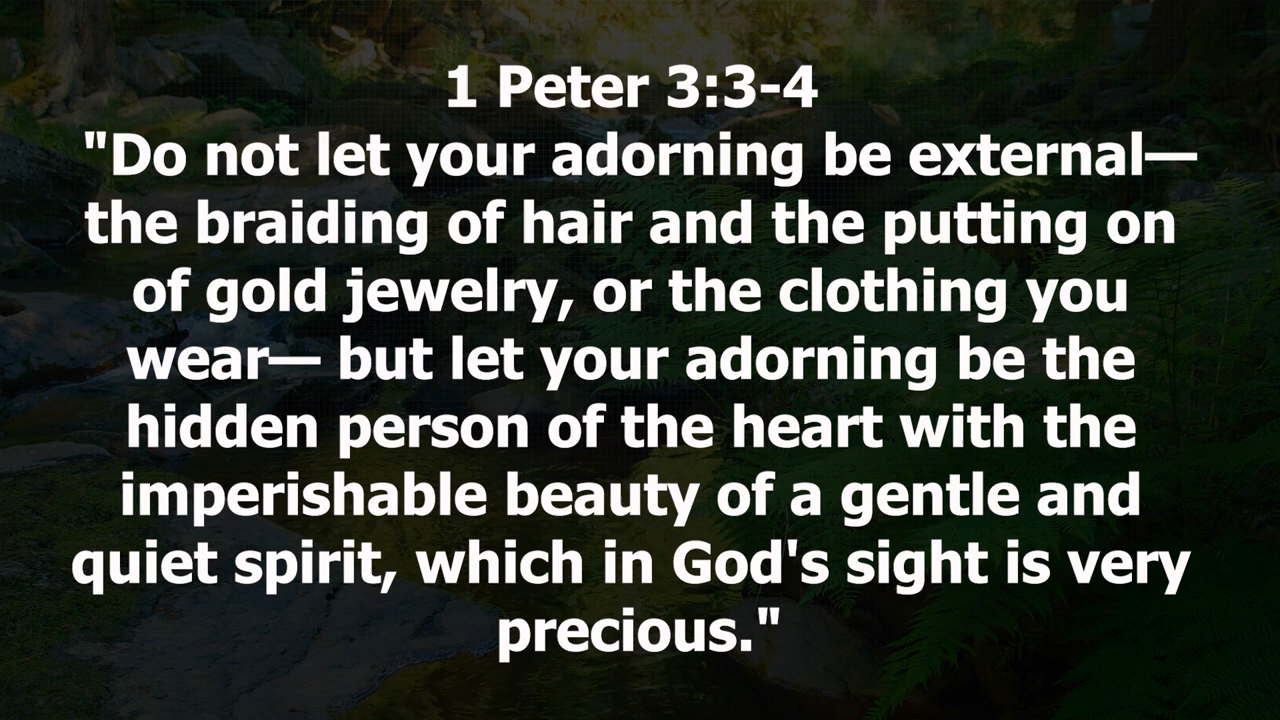 1 Peter 3:3-4
"Do not let your adorning be external—
the braiding of hair and the putting on
of gold jewelry, or the clothing you
wear— but let your adorning be the
hidden person of the heart with the
imperishable beauty of a gentle and
quiet spirit, which in God's sight is very
precious."